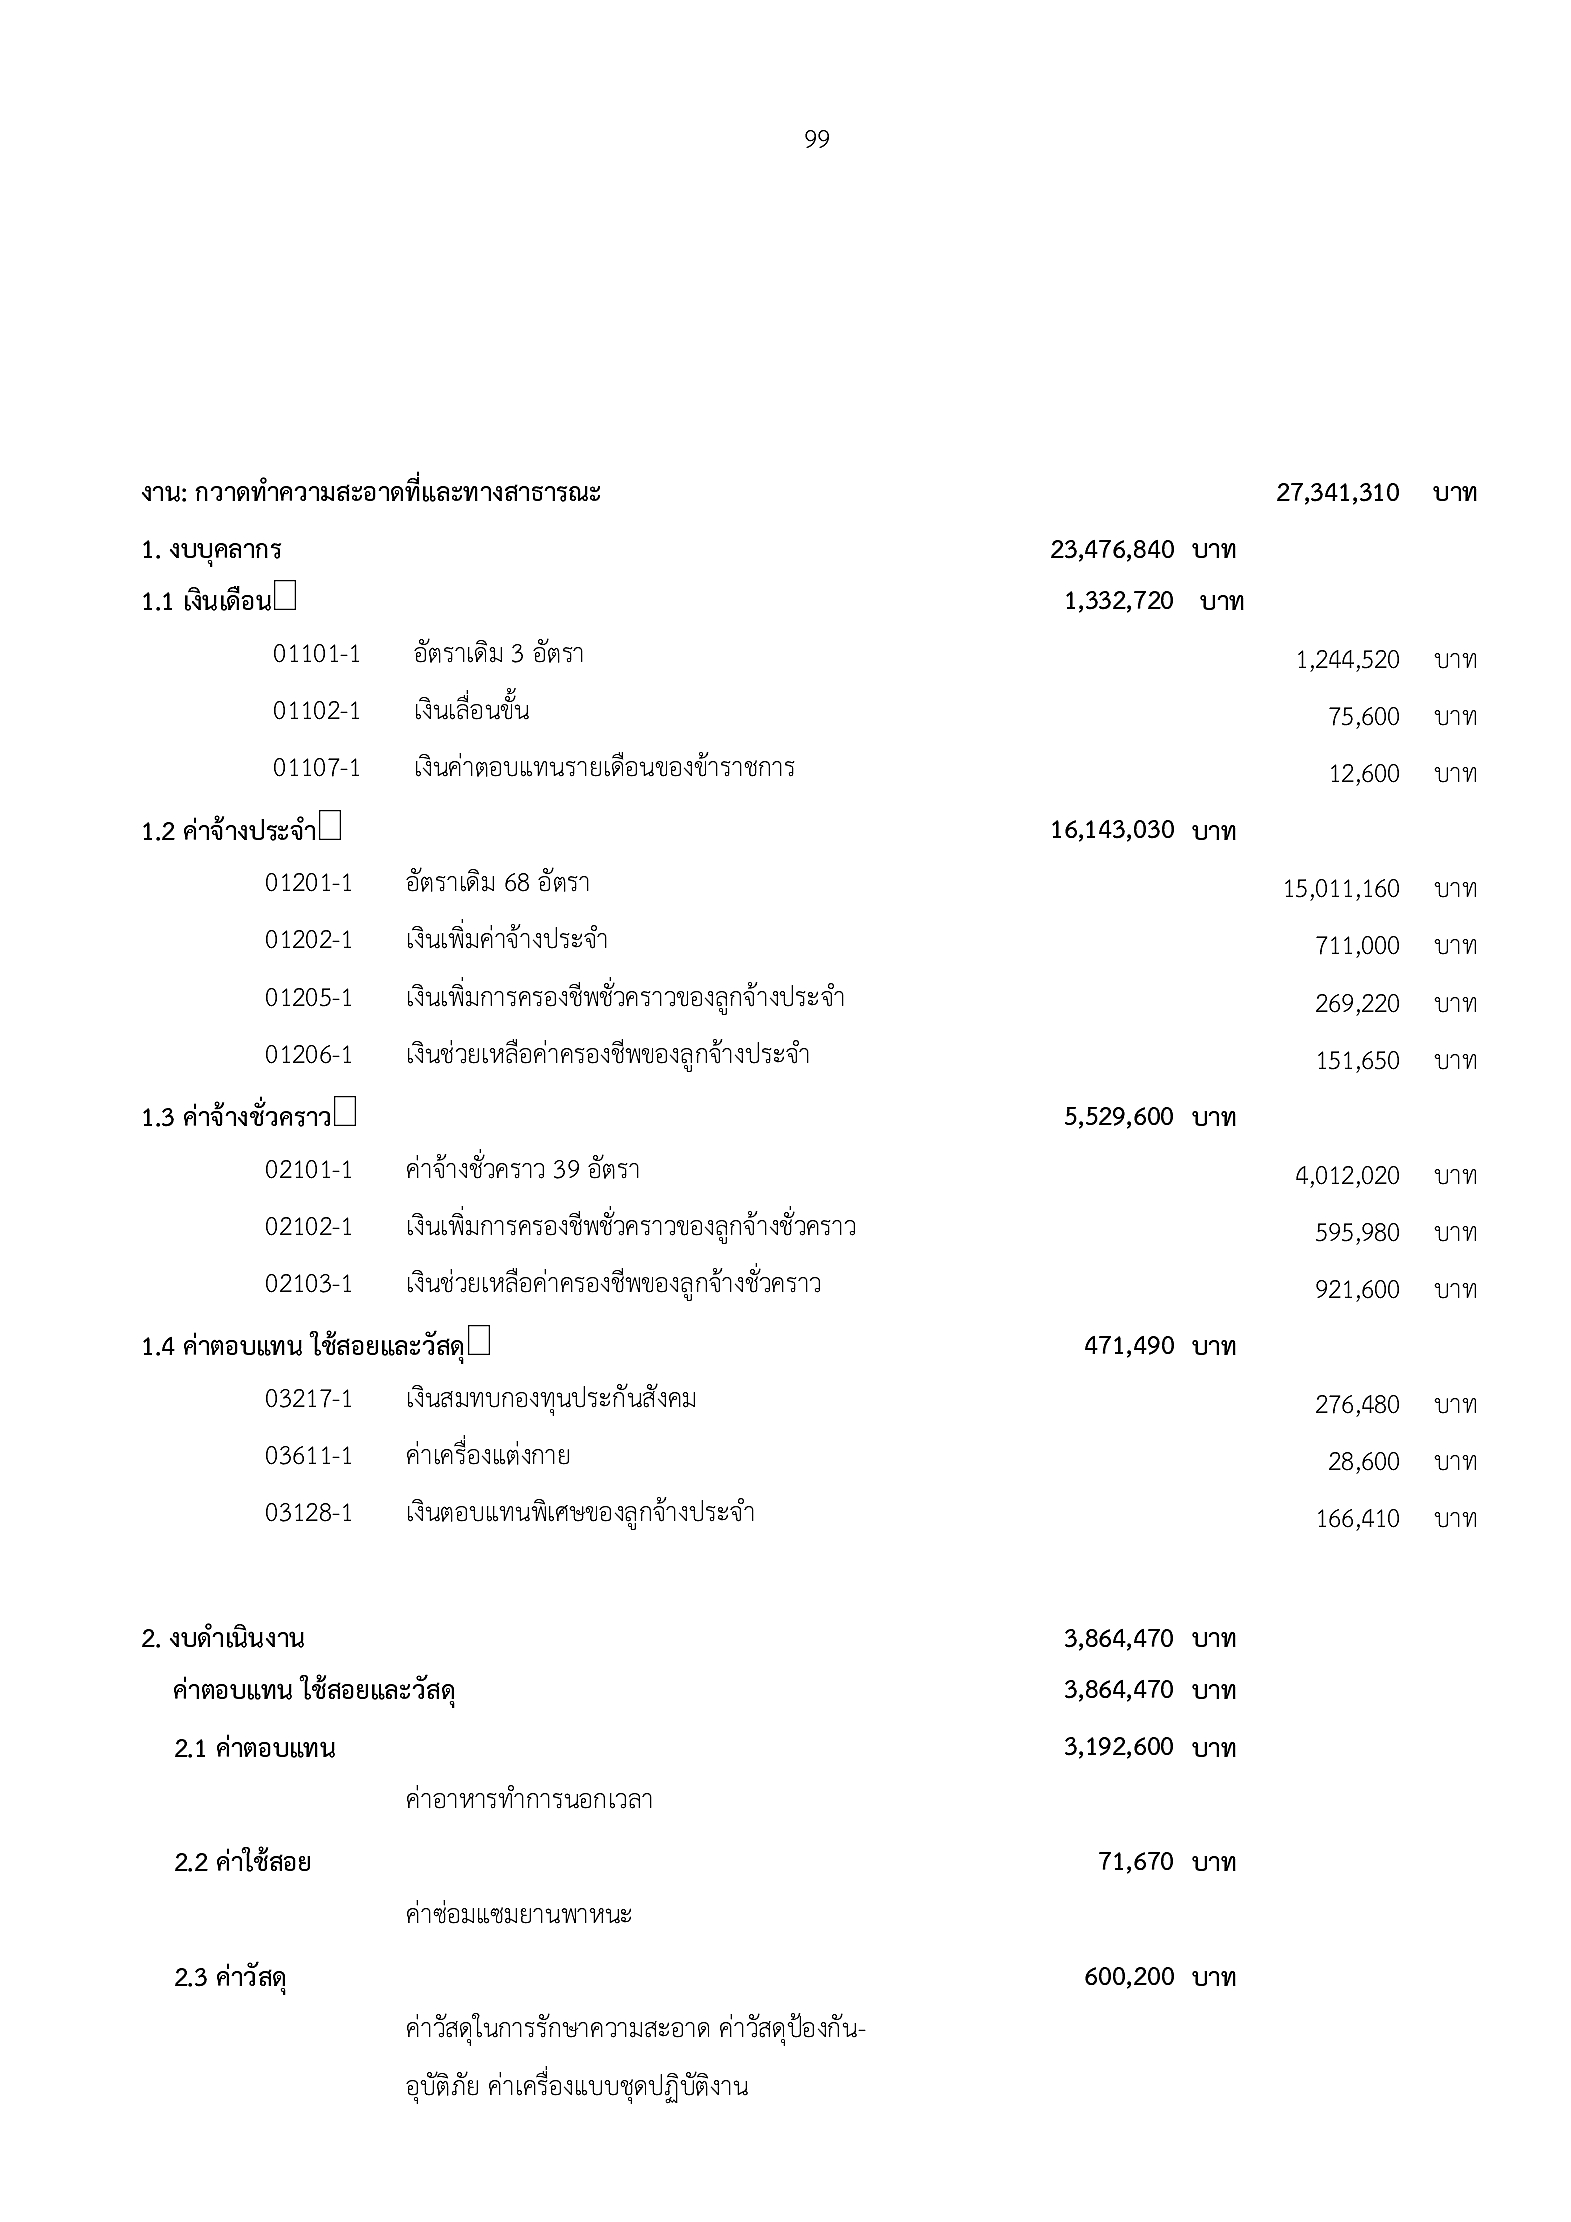 99
งาน: กวาดทำความสะอาดที่และทางสาธารณะ 27,341,310 บาท
1. งบบุคลากร 23,476,840 บาท
1.1 เงินเดือน 1,332,720 บาท
01101-1 อัตราเดิม 3 อัตรา 1,244,520 บาท
01102-1 เงินเลื่อนขั้น 75,600 บาท
01107-1 เงินค่าตอบแทนรายเดือนของข้าราชการ 12,600 บาท
1.2 ค่าจ้างประจำ 16,143,030 บาท
01201-1 อัตราเดิม 68 อัตรา 15,011,160 บาท
01202-1 เงินเพิ่มค่าจ้างประจำ 711,000 บาท
01205-1 เงินเพิ่มการครองชีพชั่วคราวของลูกจ้างประจำ 269,220 บาท
01206-1 เงินช่วยเหลือค่าครองชีพของลูกจ้างประจำ 151,650 บาท
1.3 ค่าจ้างชั่วคราว 5,529,600 บาท
02101-1 ค่าจ้างชั่วคราว 39 อัตรา 4,012,020 บาท
02102-1 เงินเพิ่มการครองชีพชั่วคราวของลูกจ้างชั่วคราว 595,980 บาท
02103-1 เงินช่วยเหลือค่าครองชีพของลูกจ้างชั่วคราว 921,600 บาท
1.4 ค่าตอบแทน ใช้สอยและวัสดุ 471,490 บาท
03217-1 เงินสมทบกองทุนประกันสังคม 276,480 บาท
03611-1 ค่าเครื่องแต่งกาย 28,600 บาท
03128-1 เงินตอบแทนพิเศษของลูกจ้างประจำ 166,410 บาท
2. งบดำเนินงาน 3,864,470 บาท
ค่าตอบแทน ใช้สอยและวัสดุ 3,864,470 บาท
2.1 ค่าตอบแทน 3,192,600 บาท
ค่าอาหารทำการนอกเวลา
2.2 ค่าใช้สอย 71,670 บาท
ค่าซ่อมแซมยานพาหนะ
2.3 ค่าวัสดุ 600,200 บาท
ค่าวัสดุในการรักษาความสะอาด ค่าวัสดุป้องกัน-
อุบัติภัย ค่าเครื่องแบบชุดปฏิบัติงาน